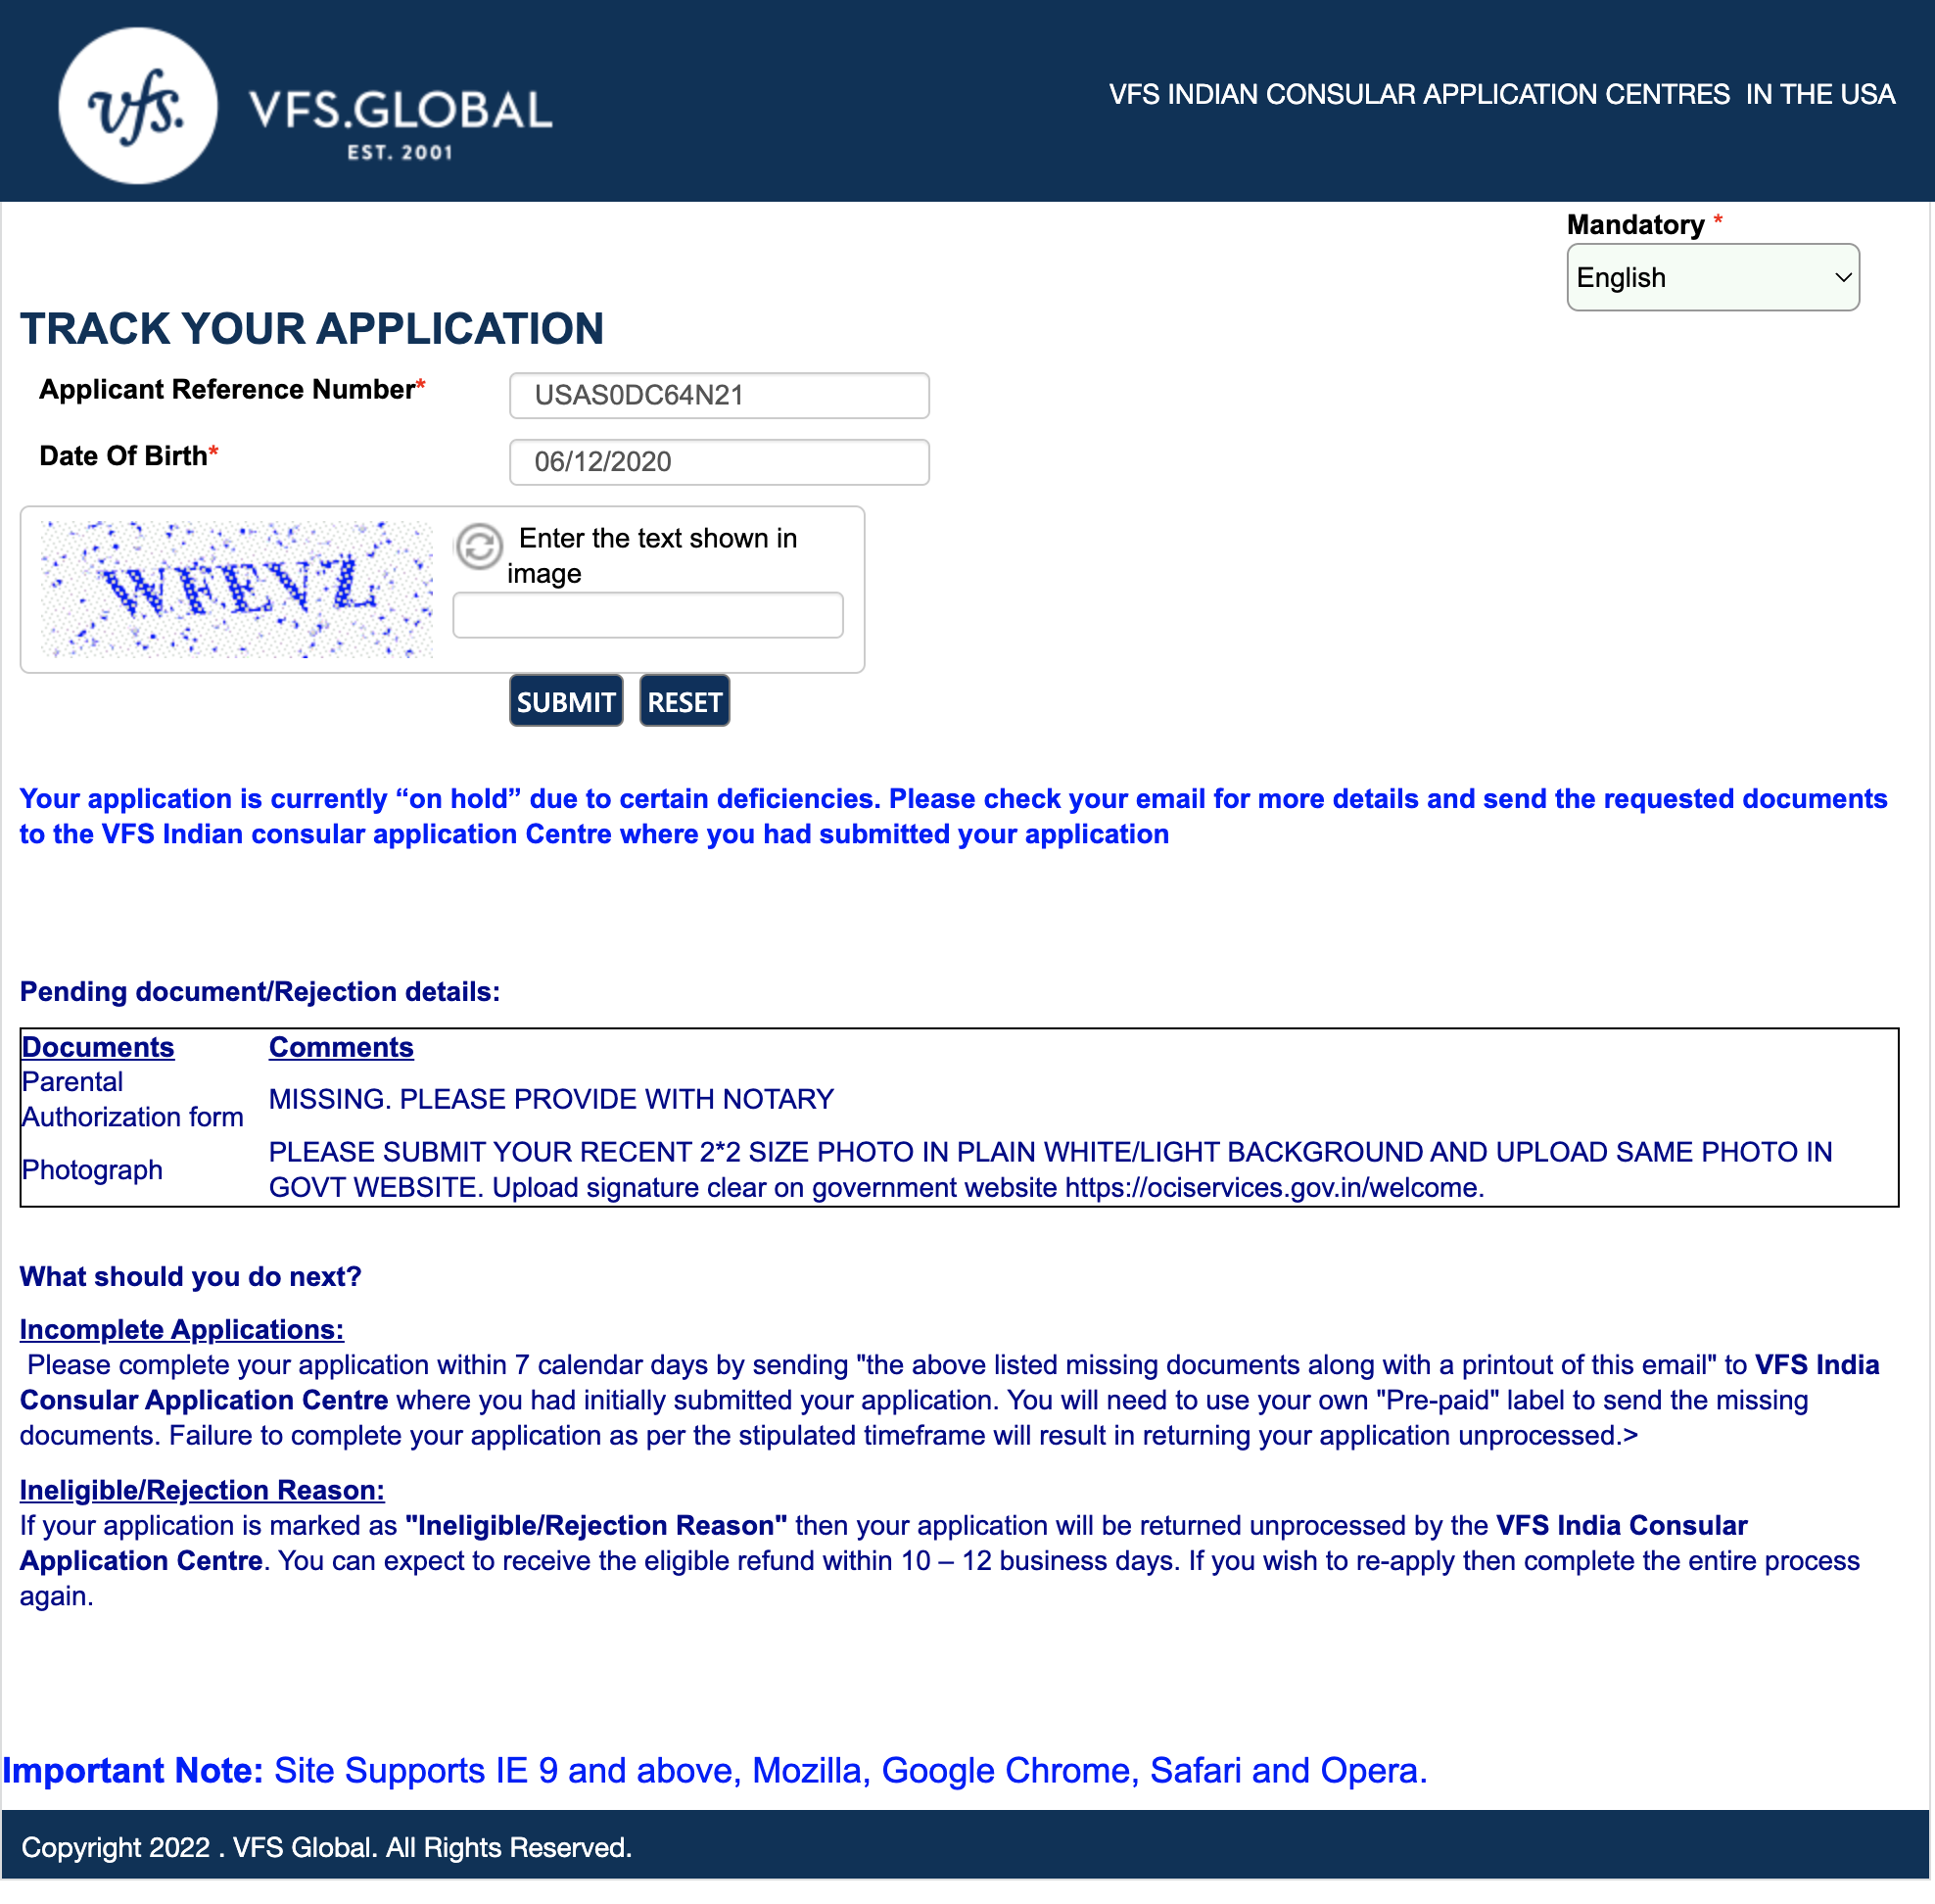 vfs.
VFS.GLOBAL
EST. 2001
VFS INDIAN CONSULAR APPLICATION CENTRES  IN THE USA
Mandatory *
English
TRACK YOUR APPLICATION
Applicant Reference Number*
USAS0DC64N21
Date Of Birth*
06/12/2020
WFEVZ
Enter the text shown in
image
SUBMIT RESET
Your application is currently “on hold” due to certain deficiencies. Please check your email for more details and send the requested documents
to the VFS Indian consular application Centre where you had submitted your application
Pending document/Rejection details:
Documents Comments
Parental
Authorization form
MISSING. PLEASE PROVIDE WITH NOTARY
Photograph
PLEASE SUBMIT YOUR RECENT 2*2 SIZE PHOTO IN PLAIN WHITE/LIGHT BACKGROUND AND UPLOAD SAME PHOTO IN
GOVT WEBSITE. Upload signature clear on government website https://ociservices.gov.in/welcome.
What should you do next?
Incomplete Applications:
Please complete your application within 7 calendar days by sending "the above listed missing documents along with a printout of this email" to VFS India
Consular Application Centre where you had initially submitted your application. You will need to use your own "Pre-paid" label to send the missing
documents. Failure to complete your application as per the stipulated timeframe will result in returning your application unprocessed.>
Ineligible/Rejection Reason:
If your application is marked as "Ineligible/Rejection Reason" then your application will be returned unprocessed by the VFS India Consular
Application Centre. You can expect to receive the eligible refund within 10 – 12 business days. If you wish to re-apply then complete the entire process
again.
Important Note: Site Supports IE 9 and above, Mozilla, Google Chrome, Safari and Opera.
Copyright 2022 . VFS Global. All Rights Reserved.